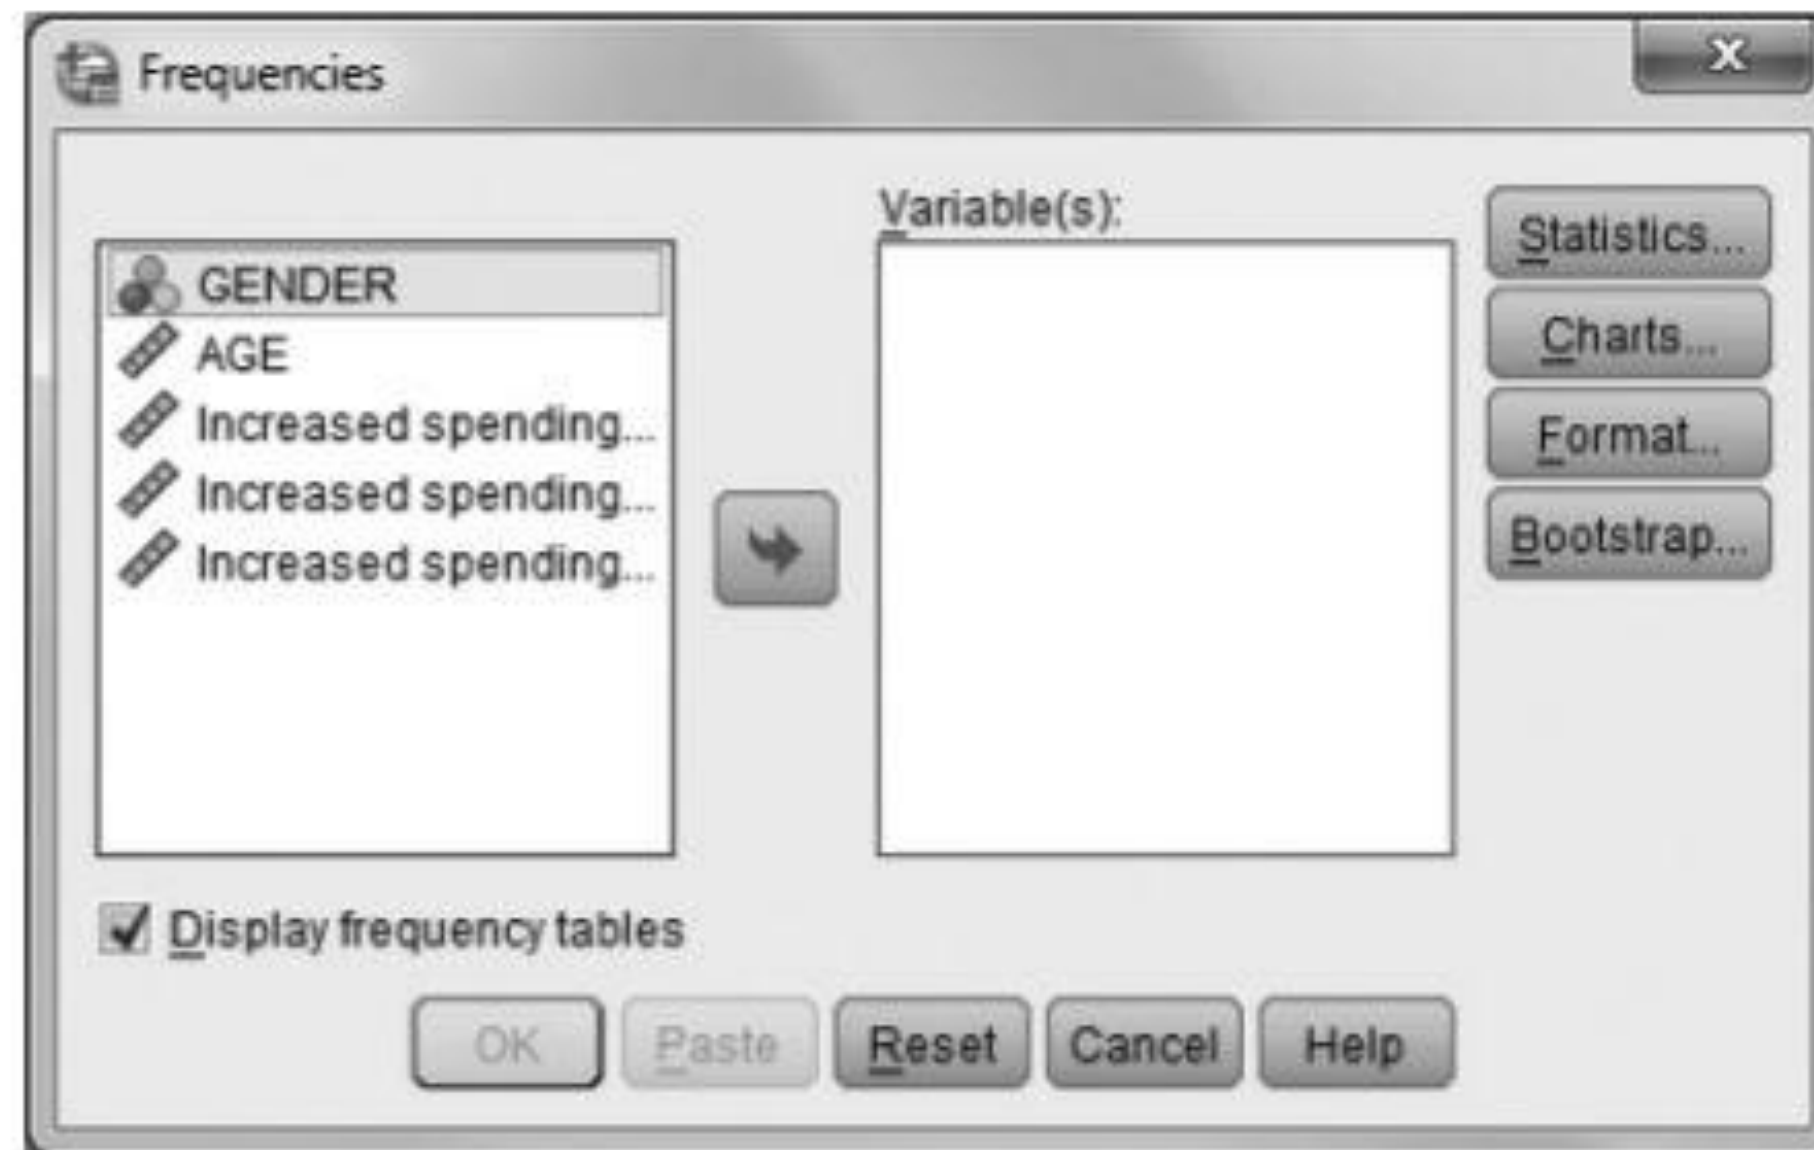 Frequencies
Variable(s):
GENDER
AGE
Increased spending...
Increased spending...
Increased spending...
Statistics...
Charts...
Format...
Bootstrap...
Display frequency tables
OK
Paste
Reset
Cancel
Help